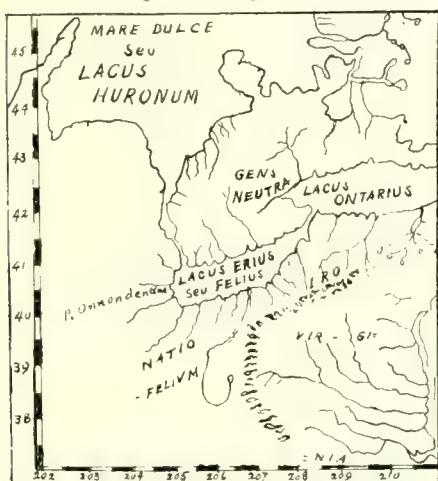 MARE DULCE
Seu
LACUS
HURONUM
GENS
NEUTRA
LACUS
ONTARIUS
LACUS ERIUS
SEU FELIUS
IRO
NATIO
-FELIVM
VIR - GI-
= NIA
45
44
43
42
41
40
39
38
202 203 204 205 206 207 208 209 210